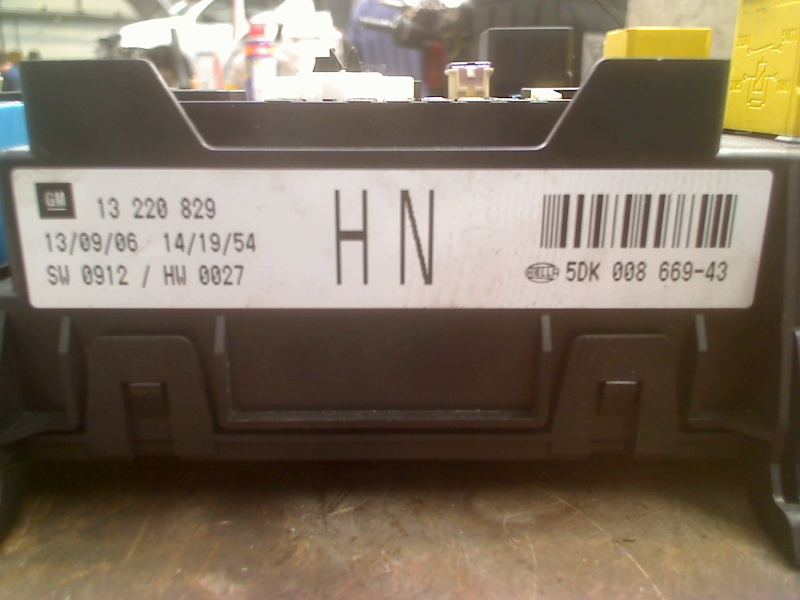 GM 13 220 829
13/09/06 14/19/54
SW 0912 / HW 0027
HN
HELLA 5DK 008 669-43